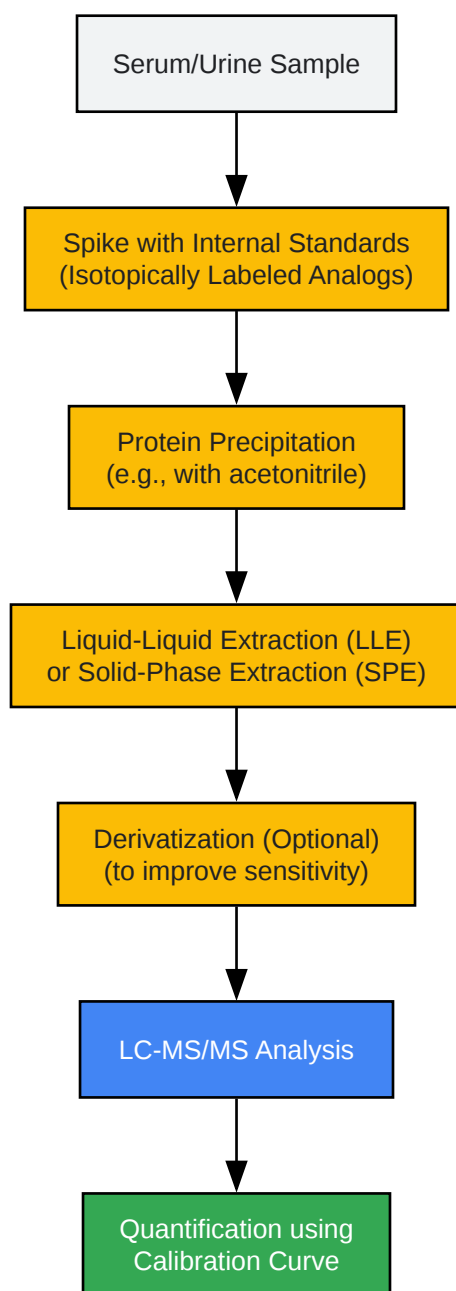 Serum/Urine Sample
Spike with Internal Standards
(Isotopically Labeled Analogs)
Protein Precipitation
(e.g., with acetonitrile)
Liquid-Liquid Extraction (LLE)
or Solid-Phase Extraction (SPE)
Derivatization (Optional)
(to improve sensitivity)
LC-MS/MS Analysis
Quantification using
Calibration Curve